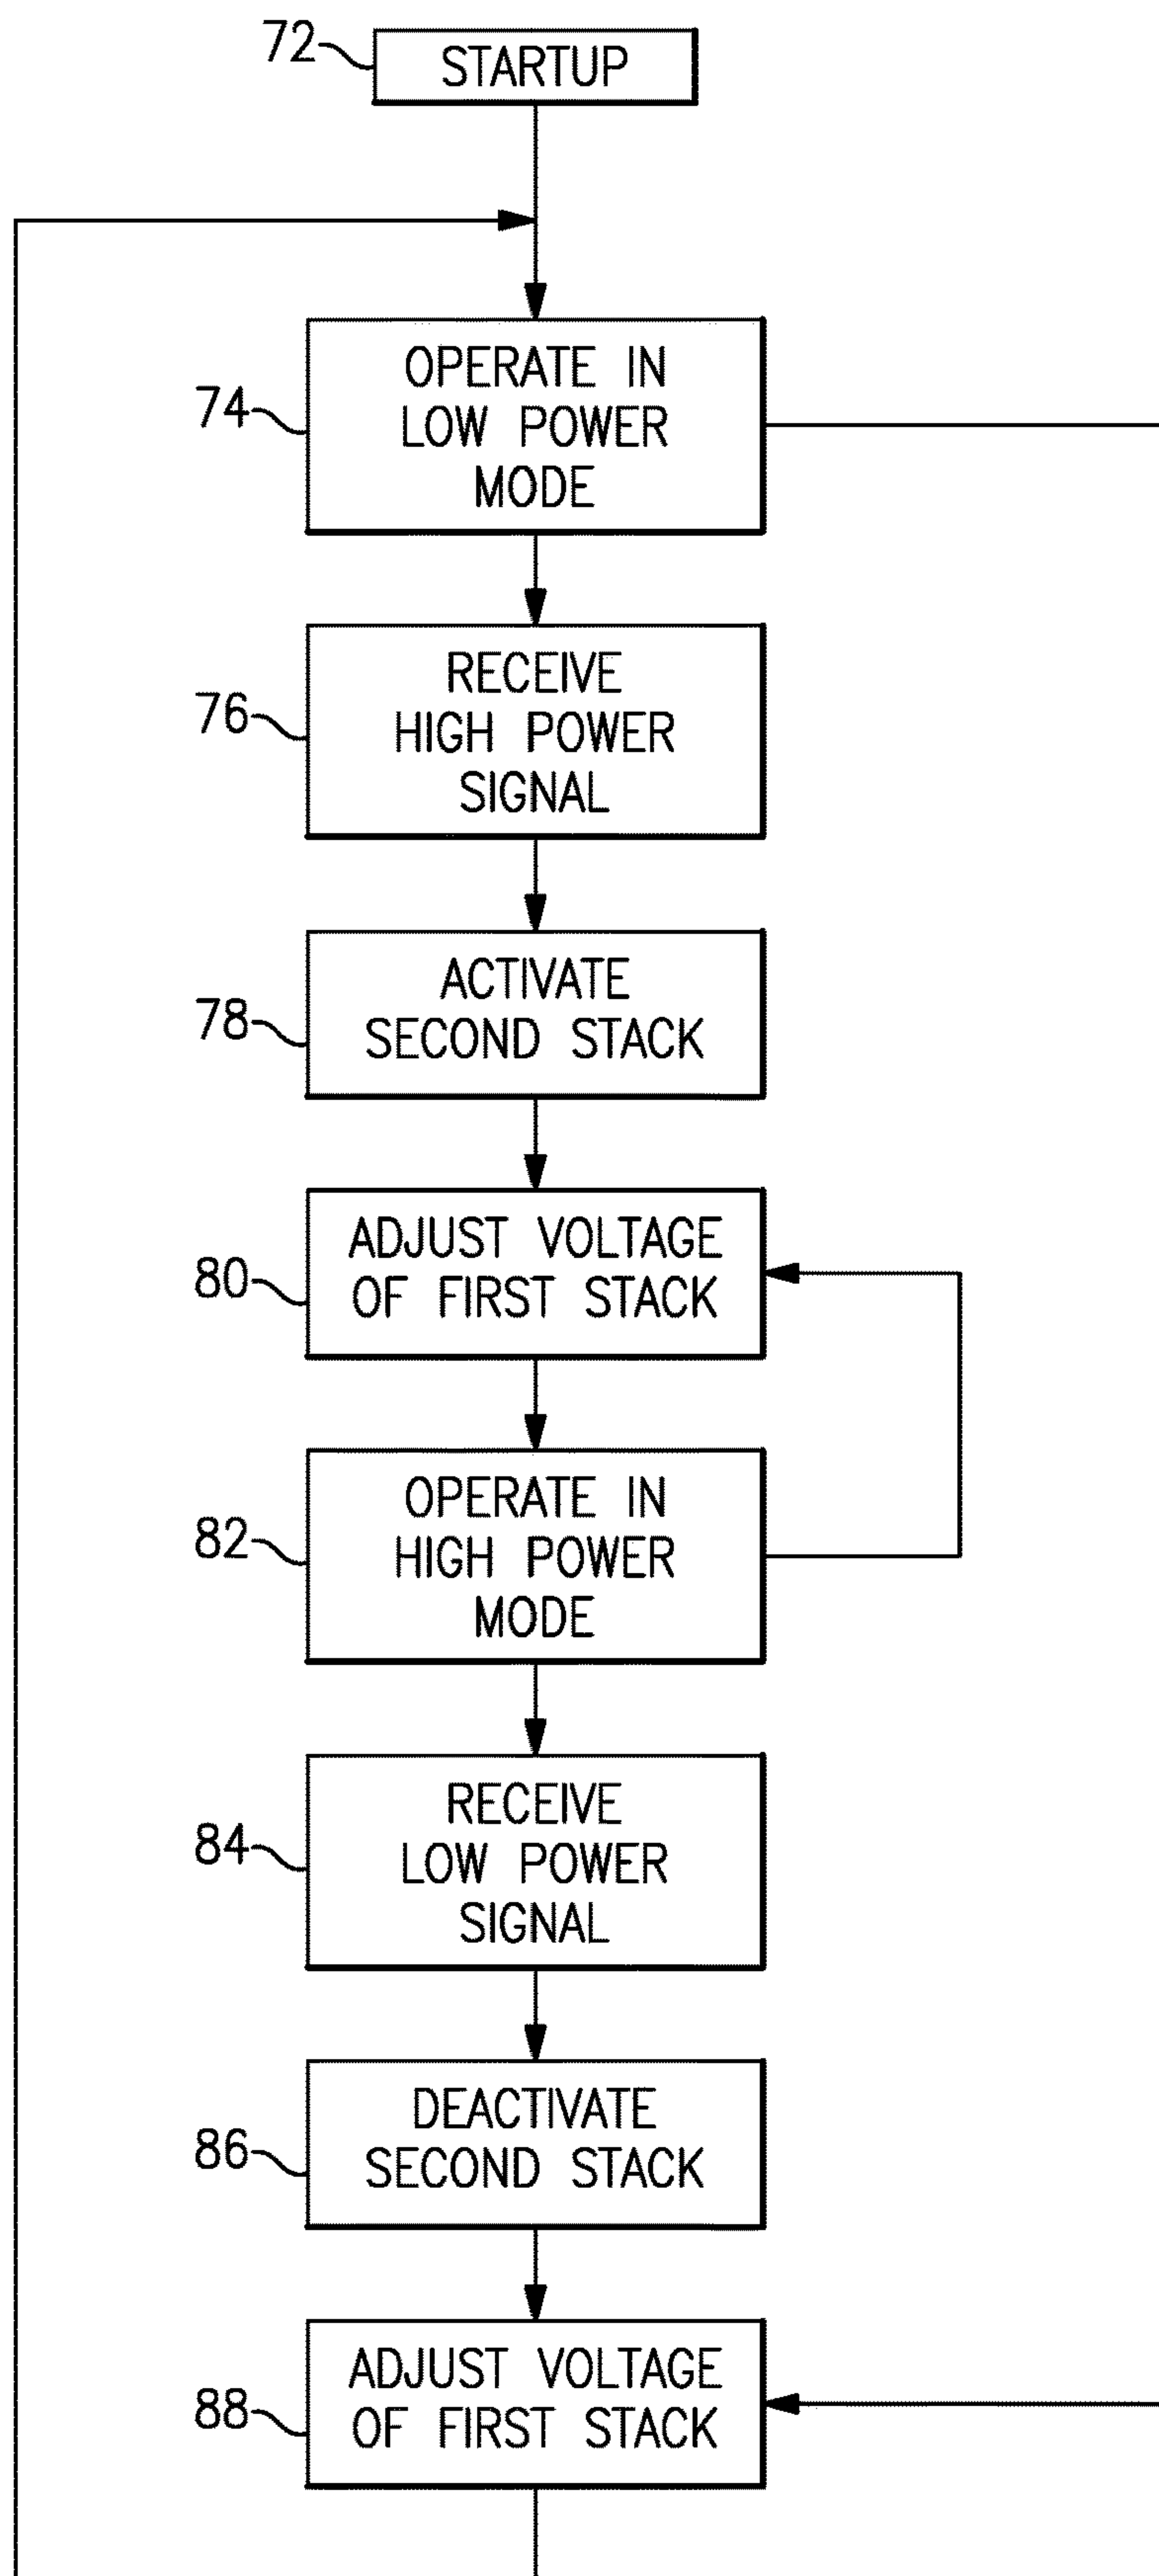 72
STARTUP
74
OPERATE IN
LOW POWER
MODE
76
RECEIVE
HIGH POWER
SIGNAL
78
ACTIVATE
SECOND STACK
80
ADJUST VOLTAGE
OF FIRST STACK
82
OPERATE IN
HIGH POWER
MODE
84
RECEIVE
LOW POWER
SIGNAL
86
DEACTIVATE
SECOND STACK
88
ADJUST VOLTAGE
OF FIRST STACK